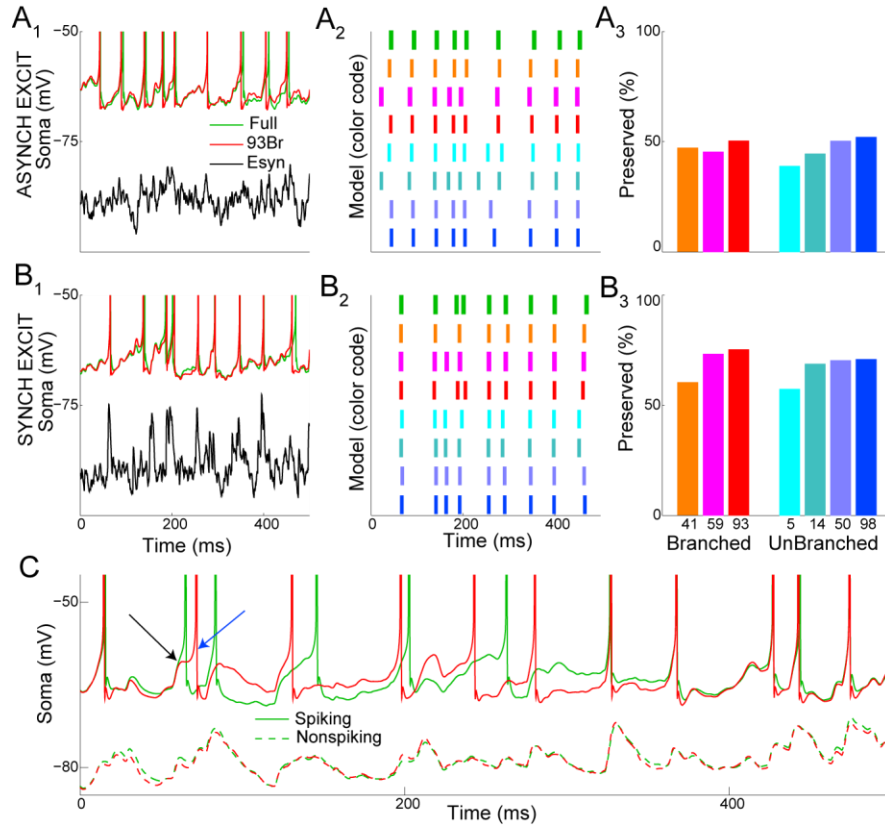 A1
A2
A3
ASYNCH EXCIT
Soma (mV)
−50
−75
Full
93Br
Esyn
Model (color code)
Preserved (%)
100
50
0
B1
B2
B3
SYNCH EXCIT
Soma (mV)
−50
−75
0 200 400
Time (ms)
Model (color code)
0 200 400
Time (ms)
Preserved (%)
100
50
0
41 59 93 5 14 50 98
Branched UnBranched
C
Soma (mV)
−50
−80
Spiking
Nonspiking
0 200 400
Time (ms)